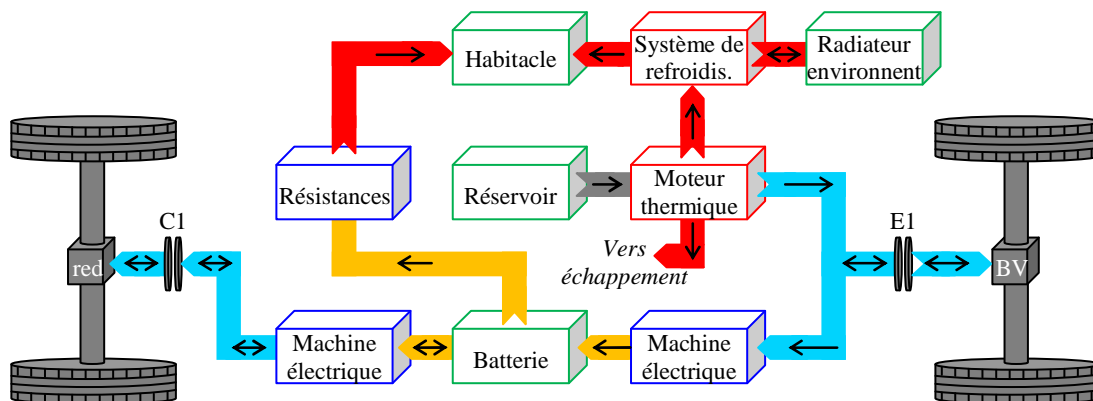 Habitacle
Système de
refroidis.
Radiateur
environnent
Résistances
Réservoir
Moteur
thermique
C1
E1
Vers
échappement
red
BV
Machine
électrique
Batterie
Machine
électrique